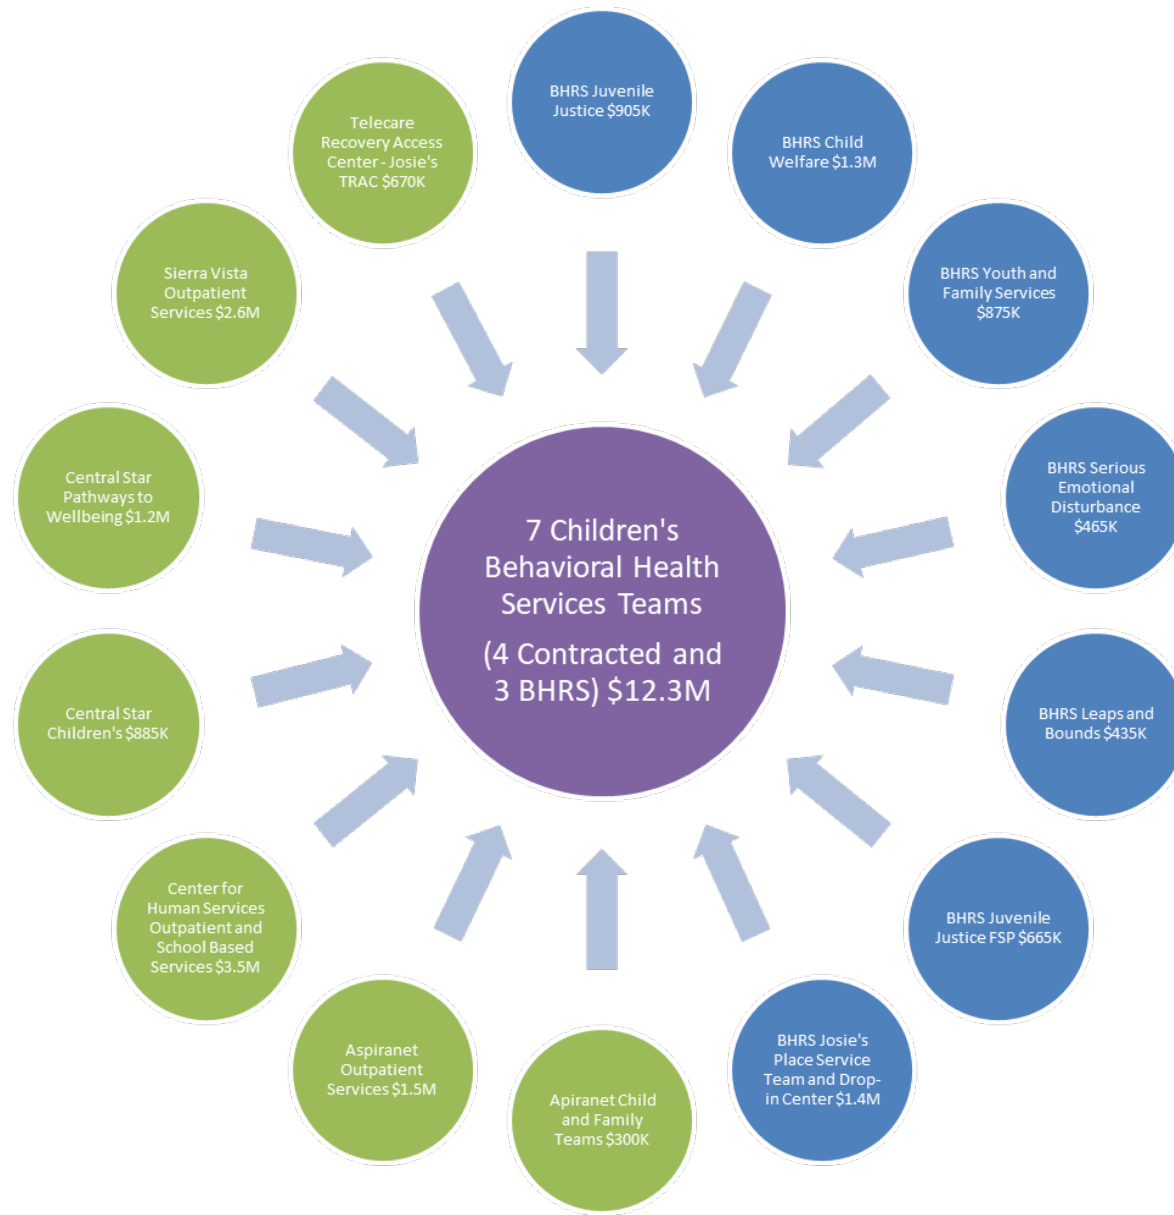 BHRS Juvenile
Justice $905K
BHRS Child
Welfare $1.3M
BHRS Youth and
Family Services
$875K
BHRS Serious
Emotional
Disturbance
$465K
BHRS Leaps and
Bounds $435K
BHRS Juvenile
Justice FSP $665K
BHRS Josie's
Place Service
Team and Drop-
in Center $1.4M
Apiranet Child
and Family
Teams $300K
Aspiranet
Outpatient
Services $1.5M
Center for
Human Services
Outpatient and
School Based
Services $3.5M
Central Star
Children's $885K
Central Star
Pathways to
Wellbeing $1.2M
Sierra Vista
Outpatient
Services $2.6M
Telecare
Recovery Access
Center - Josie's
TRAC $670K
7 Children's
Behavioral Health
Services Teams
(4 Contracted and
3 BHRS) $12.3M